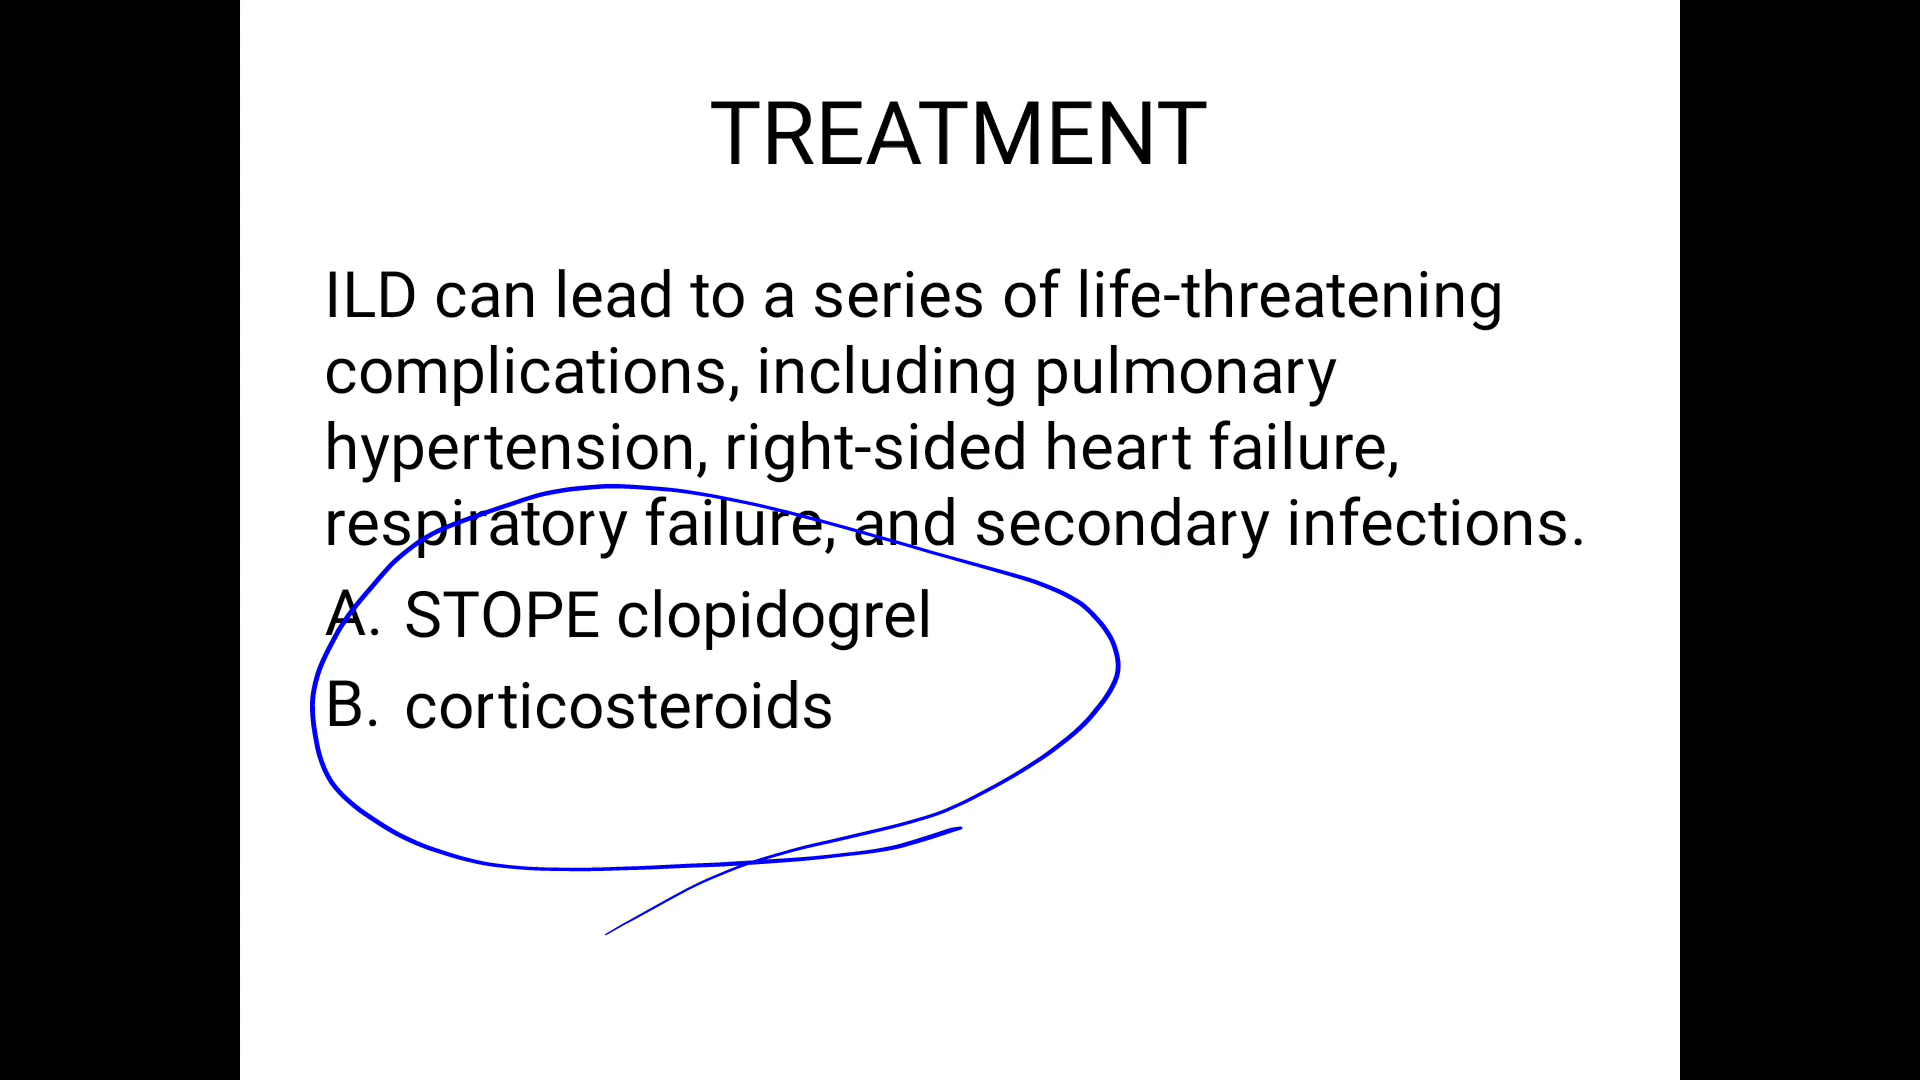 TREATMENT
ILD can lead to a series of life-threatening
complications, including pulmonary
hypertension, right-sided heart failure,
respiratory failure, and secondary infections.
A. STOPE clopidogrel
B. corticosteroids